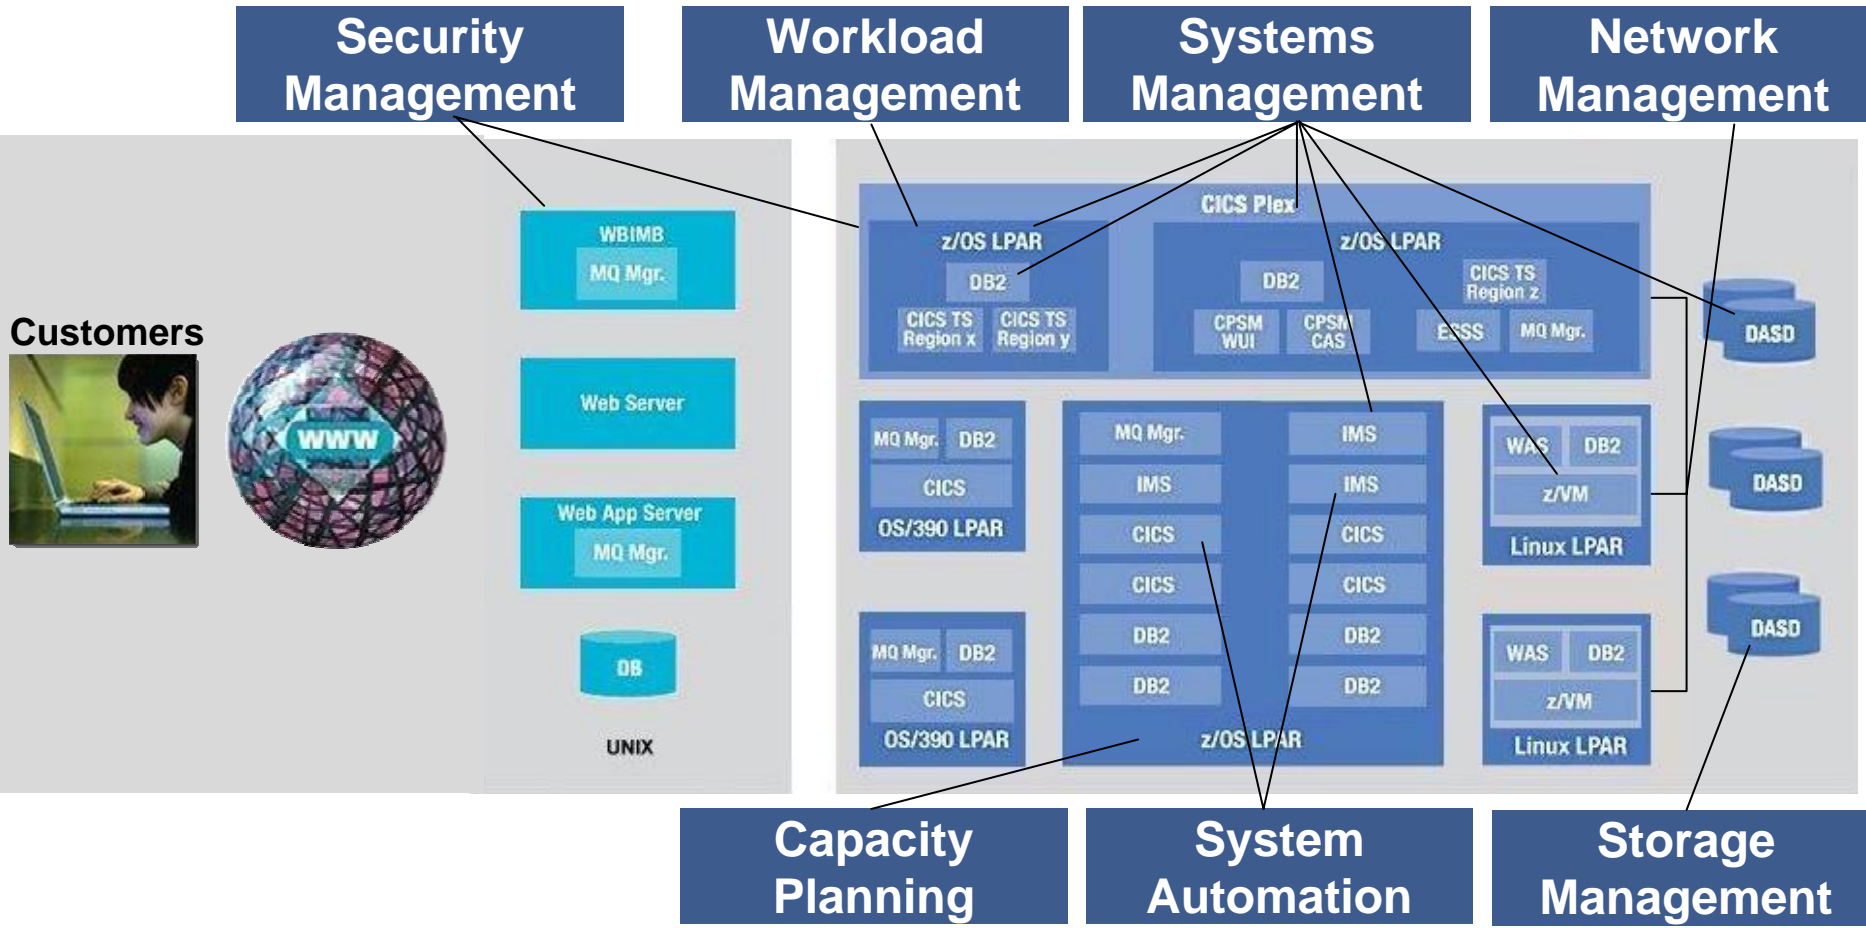 Security
Management
Workload
Management
Systems
Management
Network
Management
Customers
WWW
WBIMB
MQ Mgr.
Web Server
Web App Server
MQ Mgr.
DB
UNIX
CICS Plex
z/OS LPAR
DB2
CICS TS
Region x
CICS TS
Region y
z/OS LPAR
DB2
CICS TS
Region z
CPSM
WUI
CPSM
CAS
ESSS
MQ Mgr.
MQ Mgr.
DB2
CICS
OS/390 LPAR
MQ Mgr.
DB2
CICS
OS/390 LPAR
MQ Mgr.
IMS
IMS
IMS
CICS
CICS
CICS
CICS
DB2
DB2
DB2
DB2
z/OS LPAR
WAS
DB2
z/VM
Linux LPAR
WAS
DB2
z/VM
Linux LPAR
DASD
DASD
DASD
Capacity
Planning
System
Automation
Storage
Management